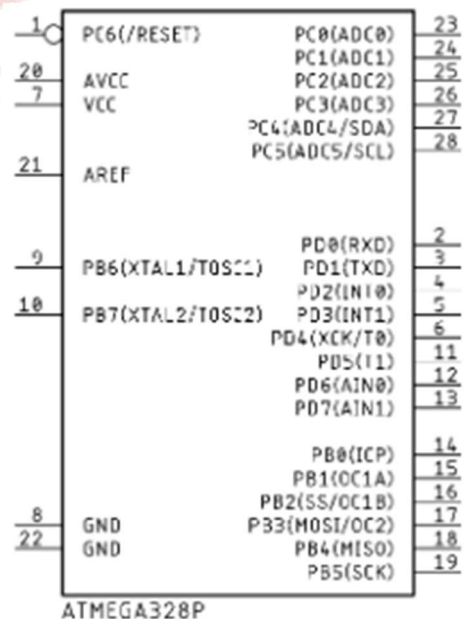 1 PC6(/RESET) PC0(ADC0) 23
PC1(ADC1) 24
20 AVCC PC2(ADC2) 25
7 VCC PC3(ADC3) 26
PC4(ADC4/SDA) 27
PC5(ADC5/SCL) 28
21 AREF
PD0(RXD) 2
9 PB6(XTAL1/TOSC1) PD1(TXD) 3
PD2(INT0) 4
10 PB7(XTAL2/TOSC2) PD3(INT1) 5
PD4(XCK/T0) 6
PD5(T1) 11
PD6(AIN0) 12
PD7(AIN1) 13
PB0(ICP) 14
PB1(OC1A) 15
PB2(SS/OC1B) 16
8 GND PB3(MOSI/OC2) 17
22 GND PB4(MISO) 18
PB5(SCK) 19
ATMEGA328P